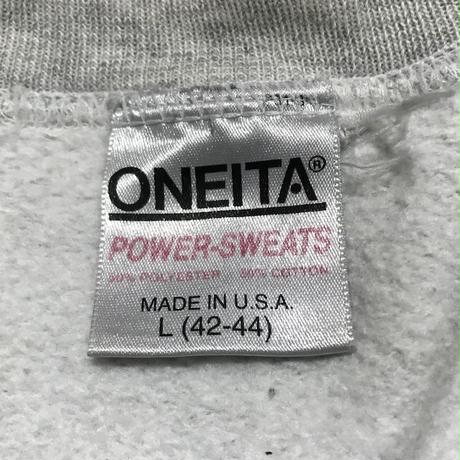 ONEITA®
POWER-SWEATS
50% POLYESTER 50% COTTON
MADE IN U.S.A.
L (42-44)